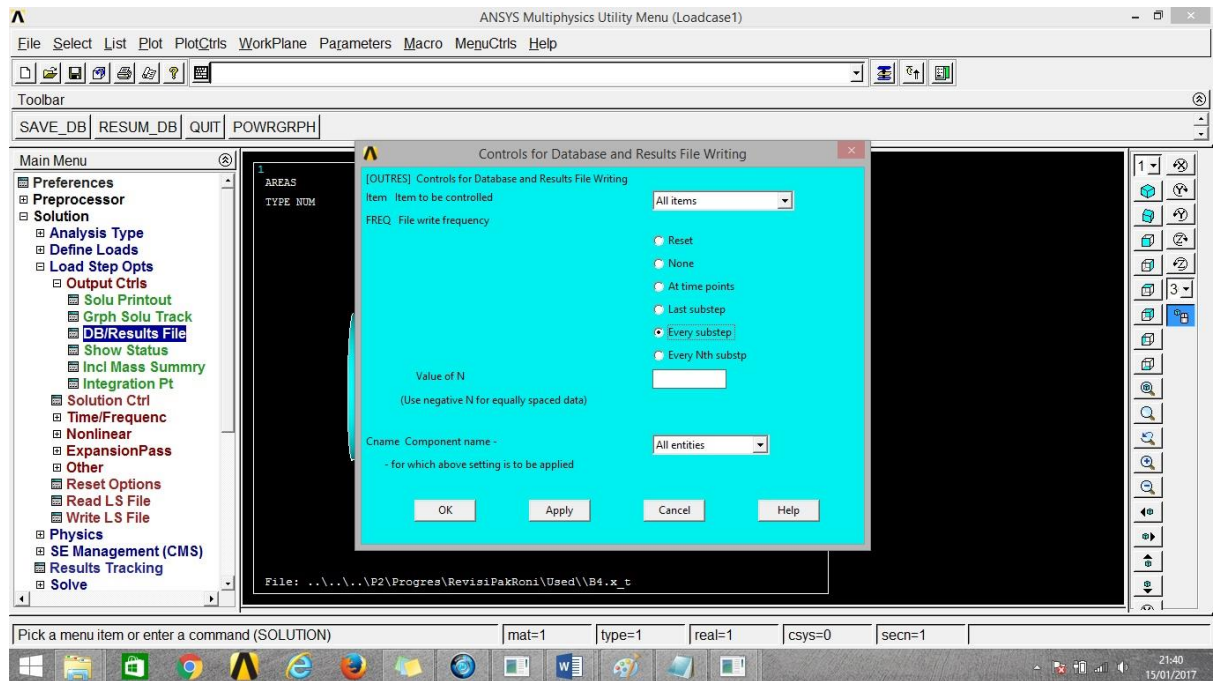 ANSYS Multiphysics Utility Menu (Loadcase1)
File Select List Plot PlotCtrls WorkPlane Parameters Macro MenuCtrls Help
Toolbar
SAVE_DB RESUM_DB QUIT POWRGRPH
Main Menu
Preferences
Preprocessor
Solution
Analysis Type
Define Loads
Load Step Opts
Output Ctrls
Solu Printout
Grph Solu Track
DB/Results File
Show Status
Incl Mass Summry
Integration Pt
Solution Ctrl
Time/Frequenc
Nonlinear
ExpansionPass
Other
Reset Options
Read LS File
Write LS File
Physics
SE Management (CMS)
Results Tracking
Solve
1
AREAS
TYPE NUM
File: ..\..\..\P2\Progres\RevisiPakRoni\Used\\B4.x_t
Controls for Database and Results File Writing
[OUTRES] Controls for Database and Results File Writing
Item Item to be controlled
All items
FREQ File write frequency
Reset
None
At time points
Last substep
Every substep
Every Nth substp
Value of N
(Use negative N for equally spaced data)
Cname Component name -
All entities
- for which above setting is to be applied
OK Apply Cancel Help
1
3
Pick a menu item or enter a command (SOLUTION) mat=1 type=1 real=1 csys=0 secn=1
21:40
15/01/2017